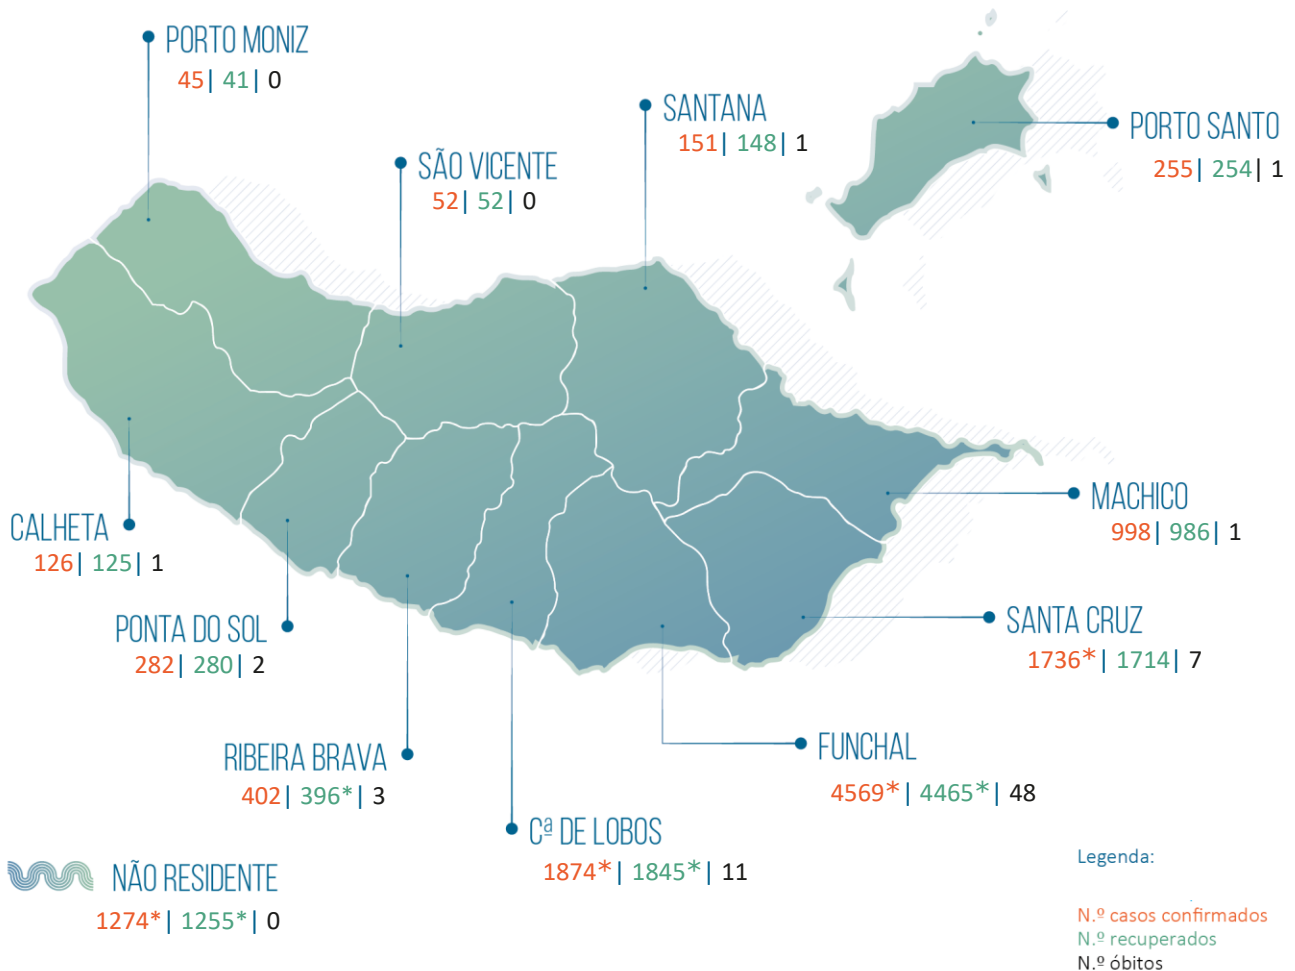 PORTO MONIZ
45| 41| 0
SANTANA
151| 148| 1
PORTO SANTO
255| 254| 1
SÃO VICENTE
52| 52| 0
MACHICO
998| 986| 1
CALHETA
126| 125| 1
PONTA DO SOL
282| 280| 2
SANTA CRUZ
1736*| 1714| 7
RIBEIRA BRAVA
402| 396*| 3
FUNCHAL
4569*| 4465*| 48
Cª DE LOBOS
1874*| 1845*| 11
NÃO RESIDENTE
1274*| 1255*| 0
Legenda:
N.º casos confirmados
N.º recuperados
N.º óbitos